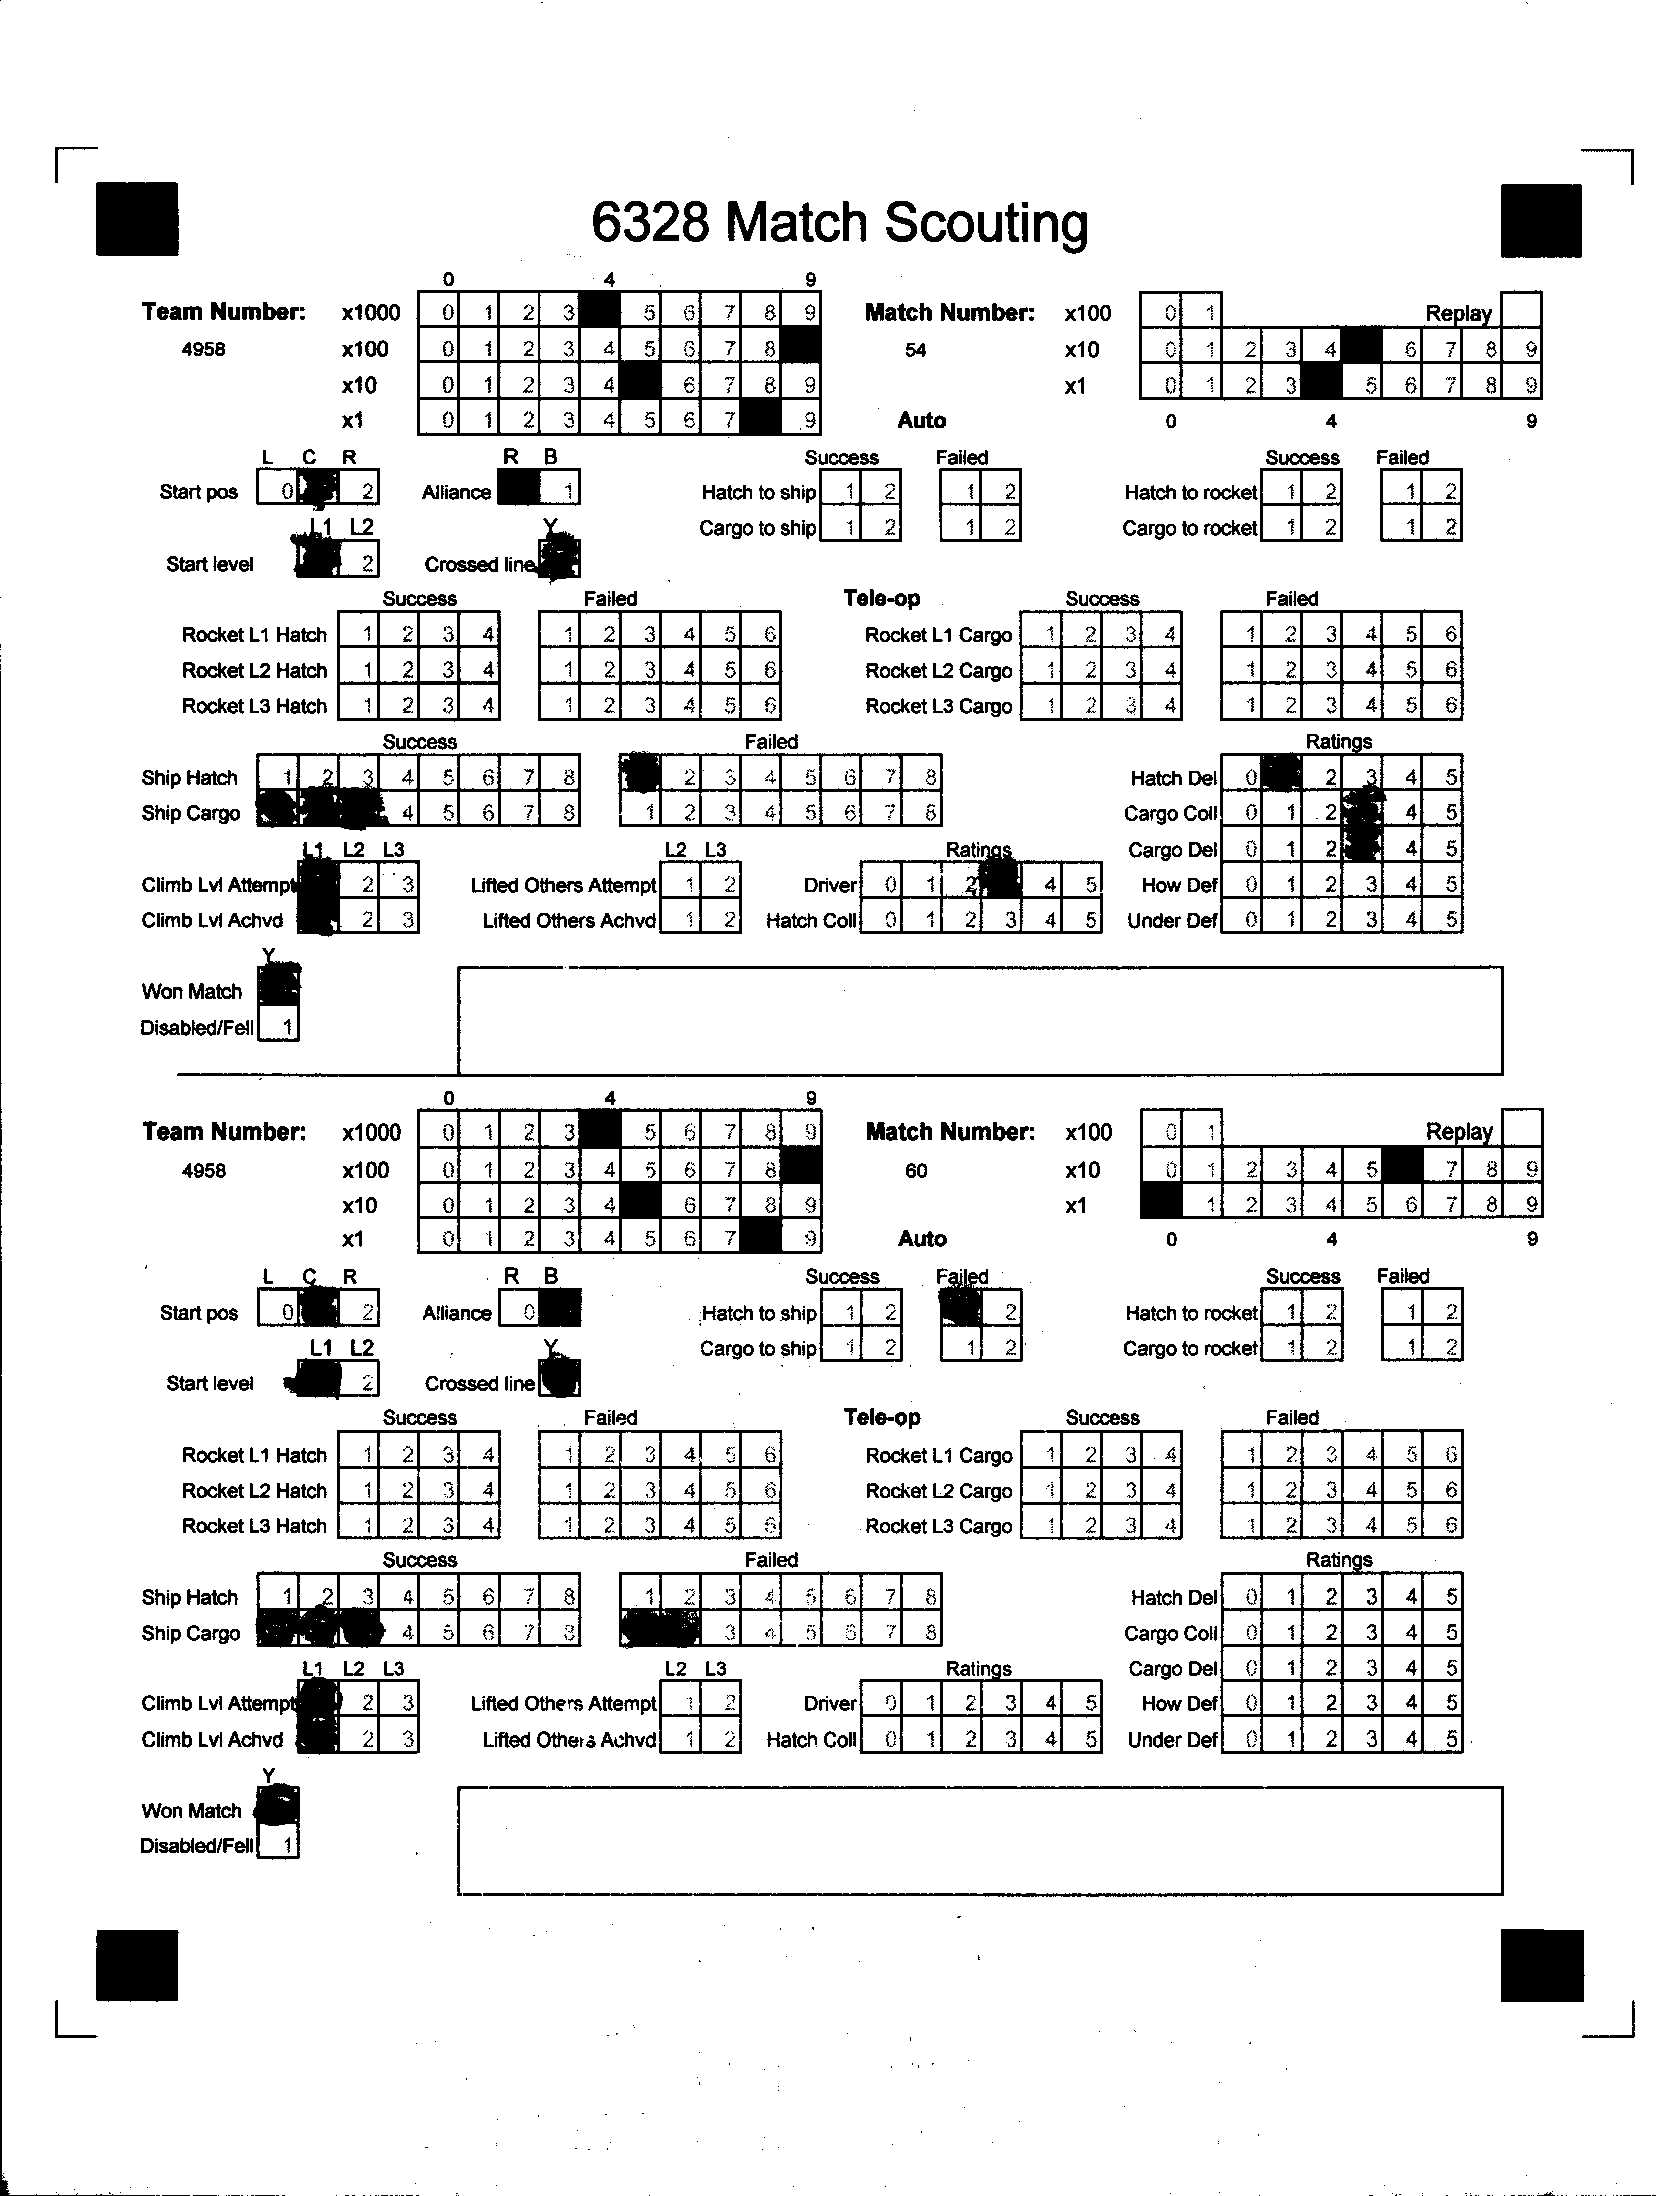 6328 Match Scouting
0 4 9
Team Number: x1000 0 1 2 3 5 6 7 8 9 Match Number: x100 0 1 Replay
4958 x100 0 1 2 3 4 5 6 7 8 54 x10 0 1 2 3 4 6 7 8 9
x10 0 1 2 3 4 6 7 8 9 x1 0 1 2 3 5 6 7 8 9
x1 0 1 2 3 4 5 6 7 9 Auto 0 4 9
L C R R B Success Failed Success Failed
Start pos 0 2 Alliance 1 Hatch to ship 1 2 1 2 Hatch to rocket 1 2 1 2
L1 L2 Y Cargo to ship 1 2 1 2 Cargo to rocket 1 2 1 2
Start level 2 Crossed line
Success Failed Tele-op Success Failed
Rocket L1 Hatch 1 2 3 4 1 2 3 4 5 6 Rocket L1 Cargo 1 2 3 4 1 2 3 4 5 6
Rocket L2 Hatch 1 2 3 4 1 2 3 4 5 6 Rocket L2 Cargo 1 2 3 4 1 2 3 4 5 6
Rocket L3 Hatch 1 2 3 4 1 2 3 4 5 6 Rocket L3 Cargo 1 2 3 4 1 2 3 4 5 6
Success Failed Ratings
Ship Hatch 1 2 3 4 5 6 7 8 2 3 4 5 6 7 8 Hatch Del 0 2 3 4 5
Ship Cargo 4 5 6 7 8 1 2 3 4 5 6 7 8 Cargo Coll 0 1 2 4 5
L1 L2 L3 L2 L3 Ratings Cargo Del 0 1 2 4 5
Climb Lvl Attempt 2 3 Lifted Others Attempt 1 2 Driver 0 1 2 4 5 How Def 0 1 2 3 4 5
Climb Lvl Achvd 2 3 Lifted Others Achvd 1 2 Hatch Coll 0 1 2 3 4 5 Under Def 0 1 2 3 4 5
Y
Won Match
Disabled/Fell 1
0 4 9
Team Number: x1000 0 1 2 3 5 6 7 8 9 Match Number: x100 0 1 Replay
4958 x100 0 1 2 3 4 5 6 7 8 60 x10 0 1 2 3 4 5 7 8 9
x10 0 1 2 3 4 6 7 8 9 x1 1 2 3 4 5 6 7 8 9
x1 0 1 2 3 4 5 6 7 9 Auto 0 4 9
L C R R B Success Failed Success Failed
Start pos 0 2 Alliance 0 Hatch to ship 1 2 2 Hatch to rocket 1 2 1 2
L1 L2 Y Cargo to ship 1 2 1 2 Cargo to rocket 1 2 1 2
Start level 2 Crossed line
Success Failed Tele-op Success Failed
Rocket L1 Hatch 1 2 3 4 1 2 3 4 5 6 Rocket L1 Cargo 1 2 3 4 1 2 3 4 5 6
Rocket L2 Hatch 1 2 3 4 1 2 3 4 5 6 Rocket L2 Cargo 1 2 3 4 1 2 3 4 5 6
Rocket L3 Hatch 1 2 3 4 1 2 3 4 5 6 Rocket L3 Cargo 1 2 3 4 1 2 3 4 5 6
Success Failed Ratings
Ship Hatch 1 2 3 4 5 6 7 8 1 2 3 4 5 6 7 8 Hatch Del 0 1 2 3 4 5
Ship Cargo 4 5 6 7 8 3 4 5 6 7 8 Cargo Coll 0 1 2 3 4 5
L1 L2 L3 L2 L3 Ratings Cargo Del 0 1 2 3 4 5
Climb Lvl Attempt 2 3 Lifted Others Attempt 1 2 Driver 0 1 2 3 4 5 How Def 0 1 2 3 4 5
Climb Lvl Achvd 2 3 Lifted Others Achvd 1 2 Hatch Coll 0 1 2 3 4 5 Under Def 0 1 2 3 4 5
Y
Won Match
Disabled/Fell 1